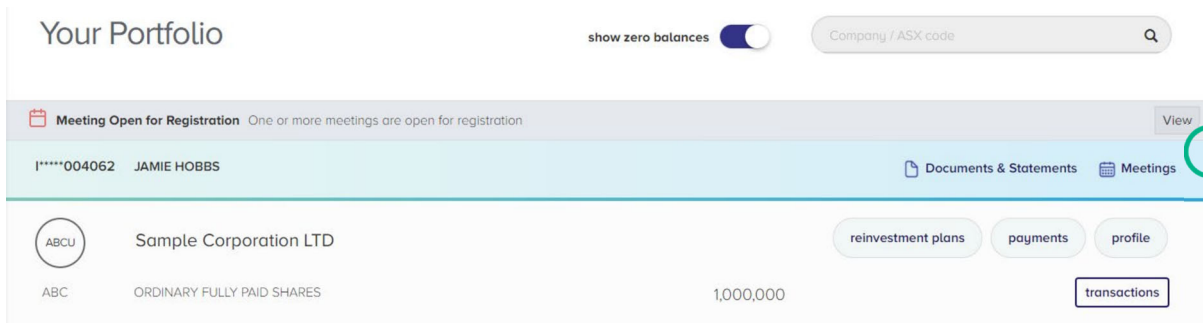 Your Portfolio show zero balances Company / ASX code
Meeting Open for Registration One or more meetings are open for registration View
I*****004062 JAMIE HOBBS Documents & Statements Meetings
ABCU Sample Corporation LTD reinvestment plans payments profile
ABC ORDINARY FULLY PAID SHARES 1,000,000 transactions